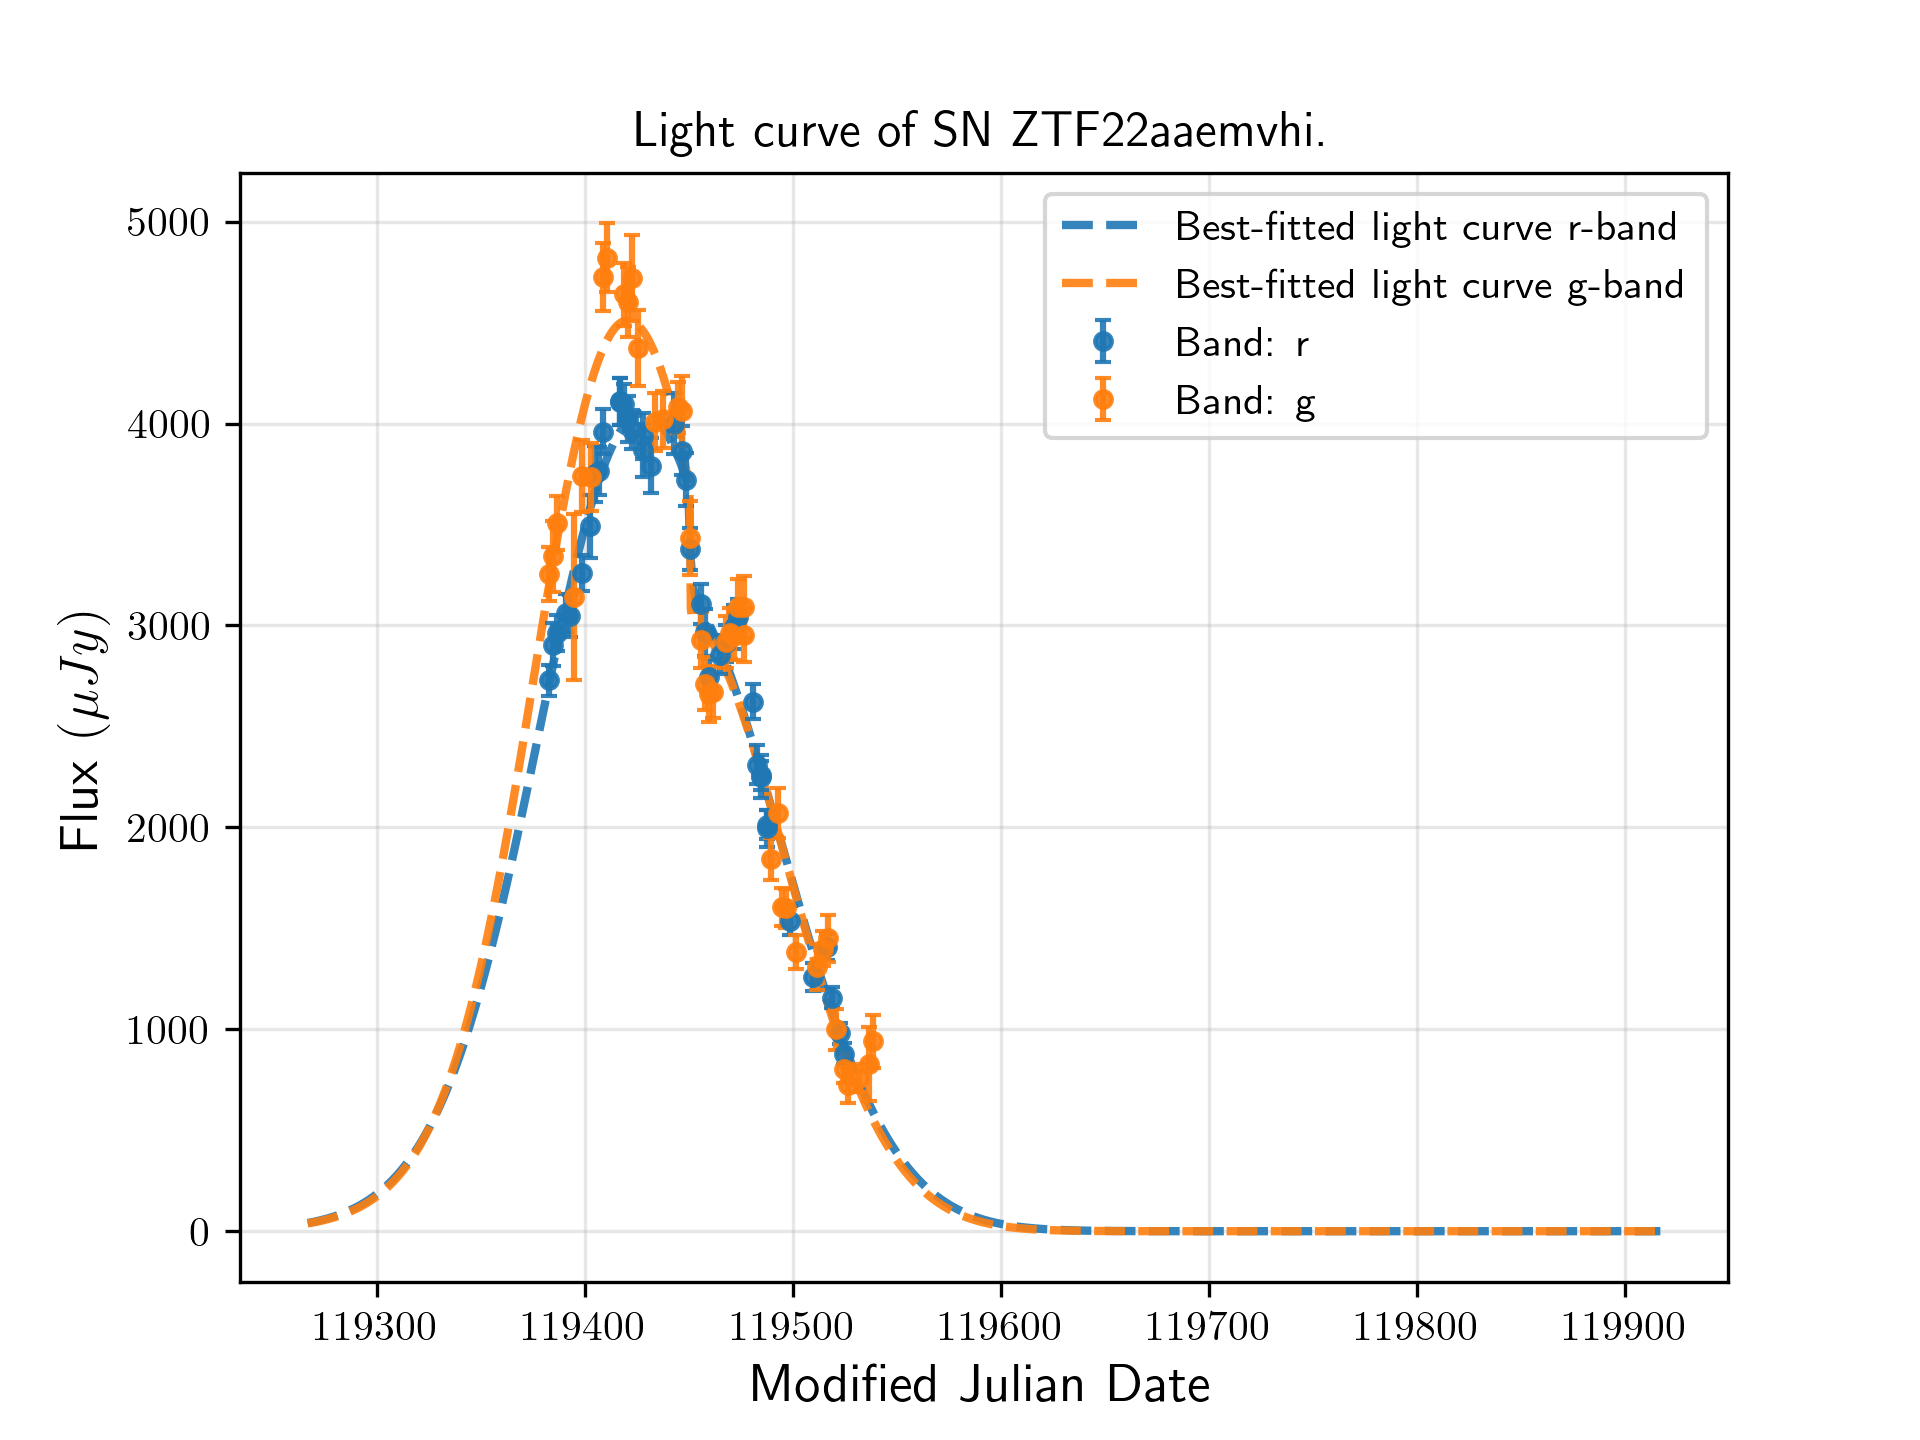 Light curve of SN ZTF22aaemvhi.
Best-fitted light curve r-band
Best-fitted light curve g-band
Band: r
Band: g
5000
4000
3000
2000
1000
0
Flux (μJy)
119300 119400 119500 119600 119700 119800 119900
Modified Julian Date